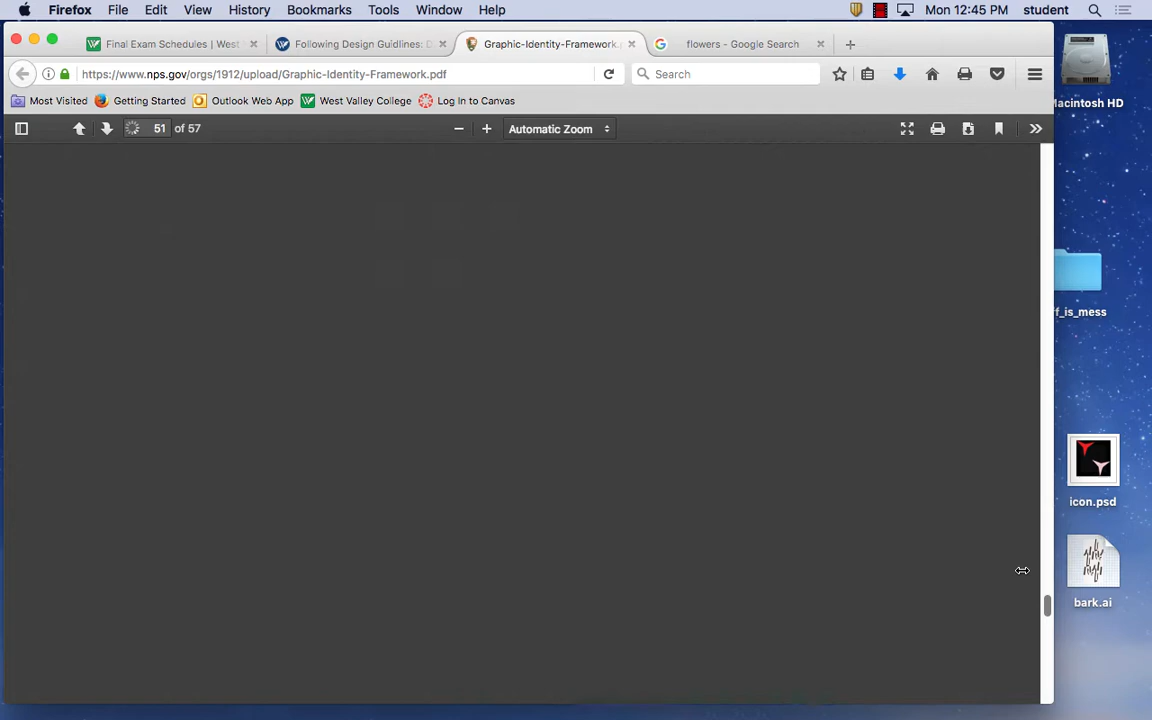 Firefox File Edit View History Bookmarks Tools Window Help Mon 12:45 PM student
Final Exam Schedules | West Following Design Guidlines: D Graphic-Identity-Framework. flowers - Google Search
https://www.nps.gov/orgs/1912/upload/Graphic-Identity-Framework.pdf Search
Most Visited Getting Started Outlook Web App West Valley College Log In to Canvas
51 of 57 Automatic Zoom
Macintosh HD
ff_is_mess
icon.psd
bark.ai